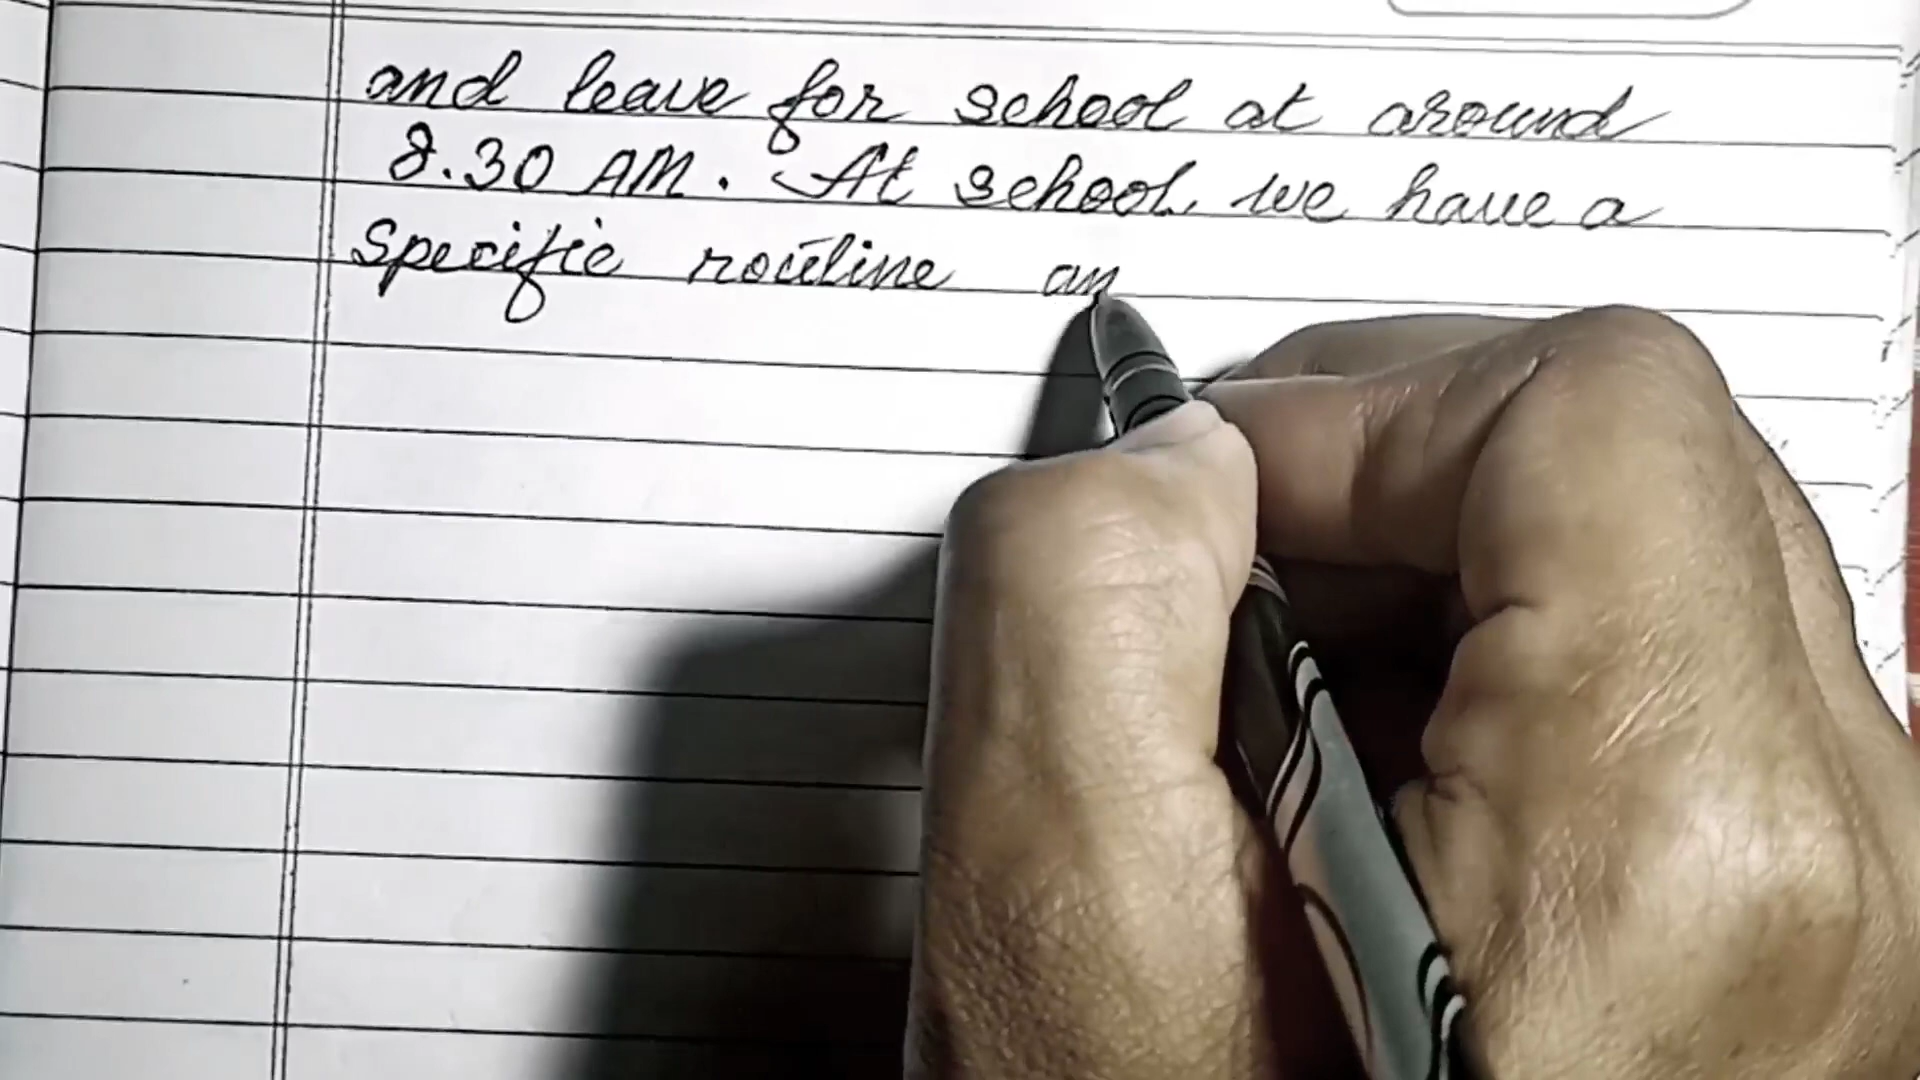 and leave for school at around
8.30 AM. At school, we have a
specific routine an